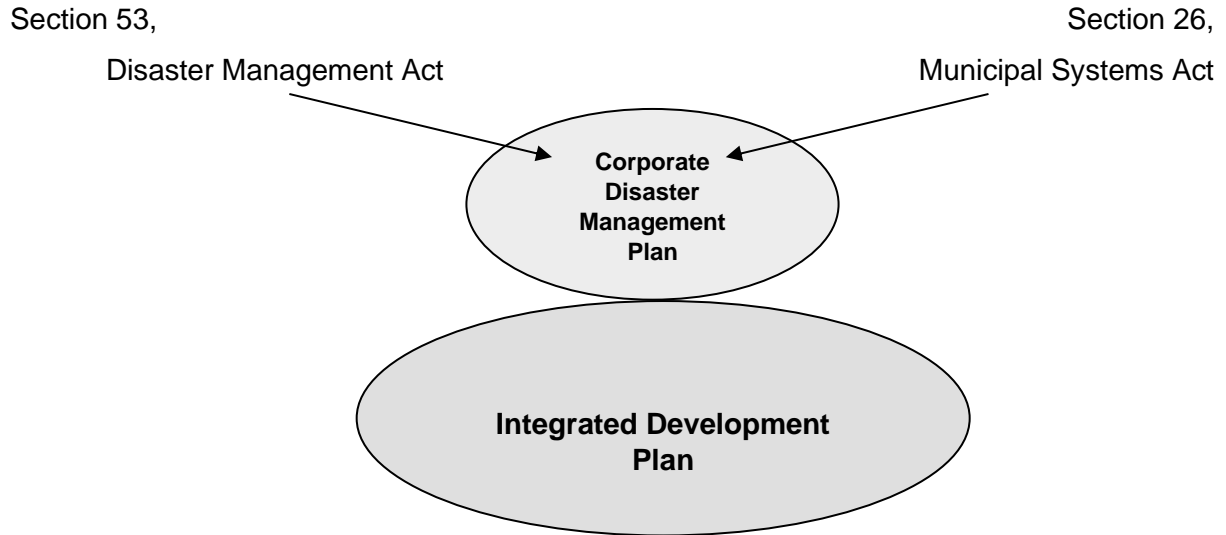 Section 53,
Disaster Management Act
Section 26,
Municipal Systems Act
Corporate
Disaster
Management
Plan
Integrated Development
Plan